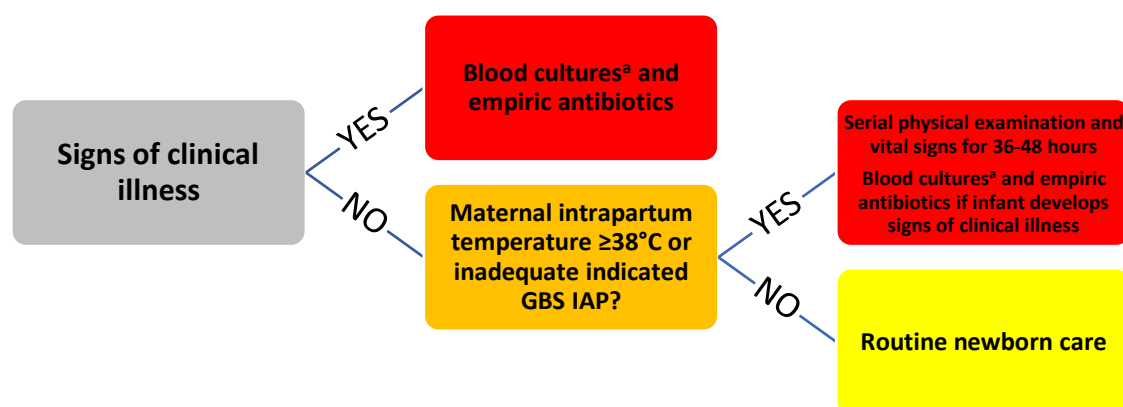 Signs of clinical
illness
YES
NO
Blood culturesᵃ and
empiric antibiotics
Maternal intrapartum
temperature ≥38°C or
inadequate indicated
GBS IAP?
YES
NO
Serial physical examination and
vital signs for 36-48 hours
Blood culturesᵃ and empiric
antibiotics if infant develops
signs of clinical illness
Routine newborn care